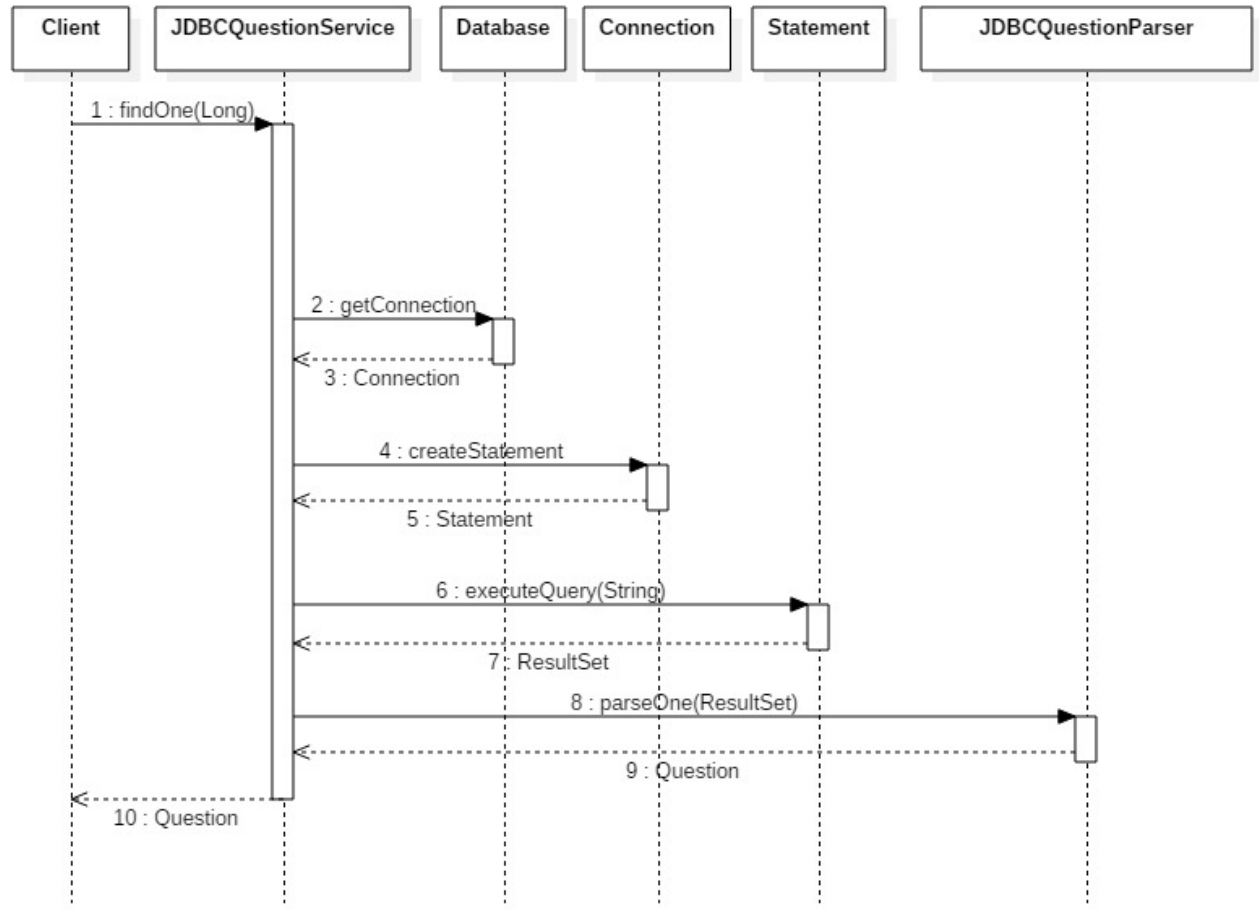 Client
JDBCQuestionService
Database
Connection
Statement
JDBCQuestionParser
1 : findOne(Long)
2 : getConnection
3 : Connection
4 : createStatement
5 : Statement
6 : executeQuery(String)
7 : ResultSet
8 : parseOne(ResultSet)
9 : Question
10 : Question